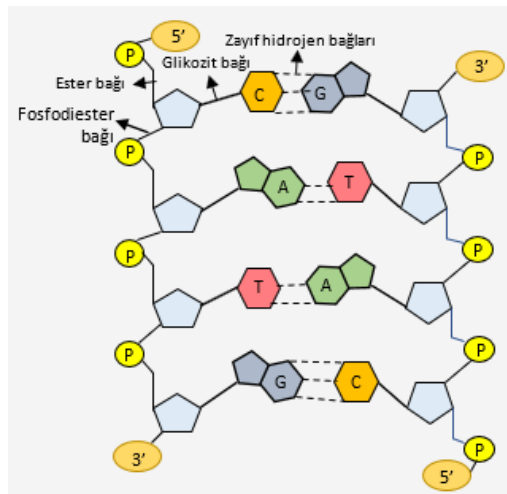 5’
P
Zayıf hidrojen bağları
Glikozit bağı
3’
Ester bağı
C
G
Fosfodiester
bağı
P
P
A
T
P
P
T
A
P
P
G
C
3’
P
5’